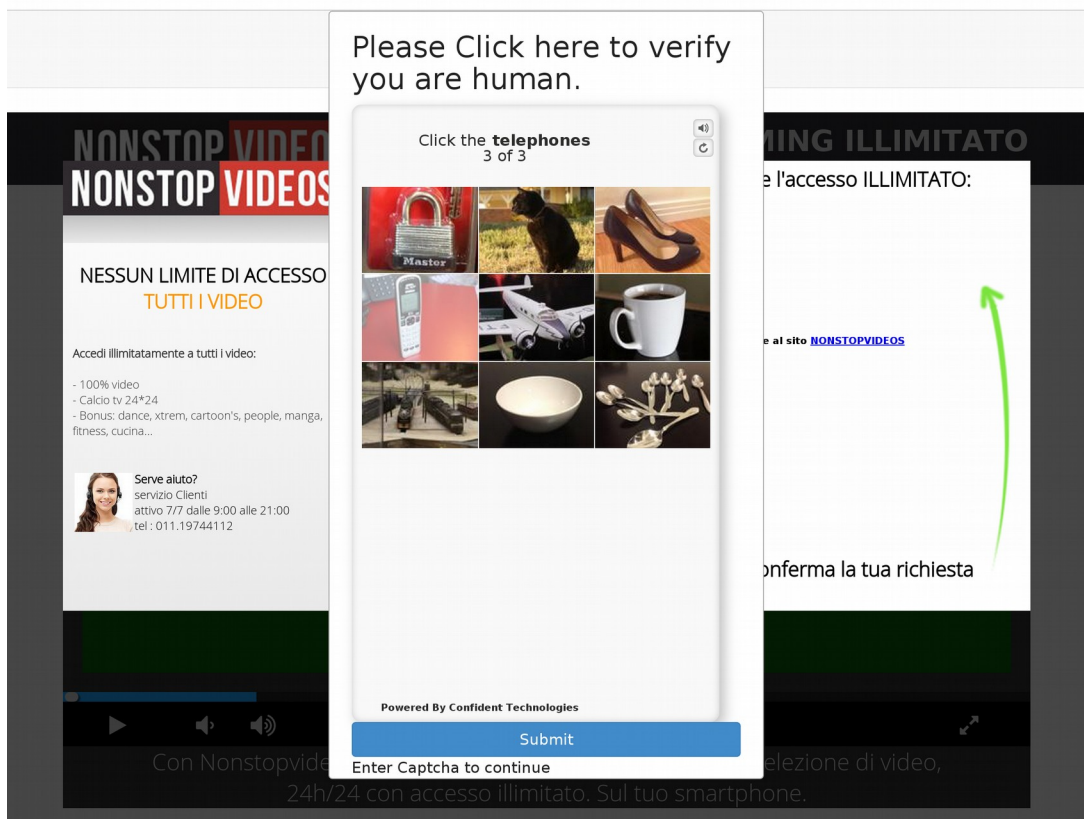 Please Click here to verify
you are human.
Click the telephones
3 of 3
Master
Powered By Confident Technologies
Submit
Enter Captcha to continue
NONSTOP VIDEO
MING ILLIMITATO
NONSTOP VIDEOS
e l'accesso ILLIMITATO:
NESSUN LIMITE DI ACCESSO
TUTTI I VIDEO
Accedi illimitatamente a tutti i video:
- 100% video
- Calcio tv 24*24
- Bonus: dance, xtrem, cartoon's, people, manga,
fitness, cucina...
e al sito NONSTOPVIDEOS
Serve aiuto?
servizio Clienti
attivo 7/7 dalle 9:00 alle 21:00
tel : 011.19744112
onferma la tua richiesta
Con Nonstopvide
elezione di video,
24h/24 con accesso illimitato. Sul tuo smartphone.